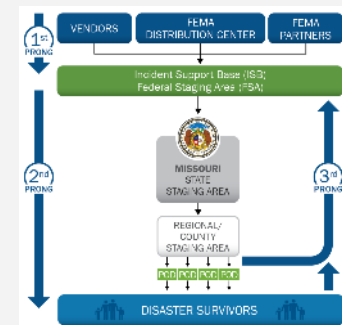 1st
PRONG
VENDORS
FEMA
DISTRIBUTION CENTER
FEMA
PARTNERS
Incident Support Base (ISB)
Federal Staging Area (FSA)
MISSOURI
STATE
STAGING AREA
2nd
PRONG
3rd
PRONG
REGIONAL/
COUNTY
STAGING AREA
POD POD POD POD
DISASTER SURVIVORS